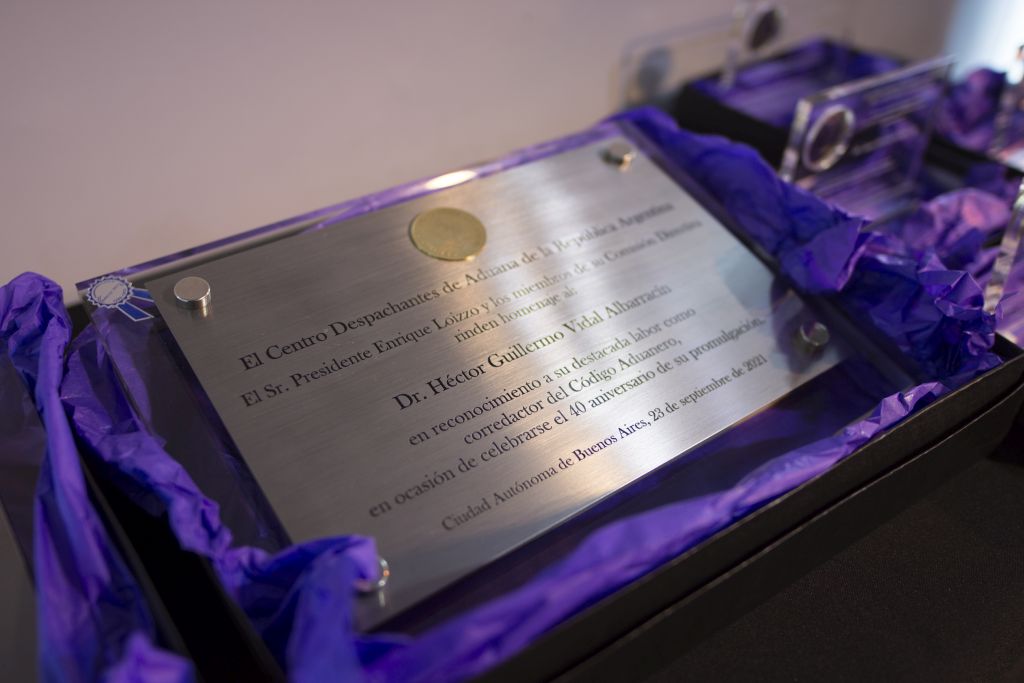 El Centro Despachantes de Aduana de la República Argentina
El Sr. Presidente Enrique Loizzo y los miembros de su Comisión Directiva
rinden homenaje al:
Dr. Héctor Guillermo Vidal Albarracín
en reconocimiento a su destacada labor como
corredactor del Código Aduanero,
en ocasión de celebrarse el 40 aniversario de su promulgación.
Ciudad Autónoma de Buenos Aires, 23 de septiembre de 2021